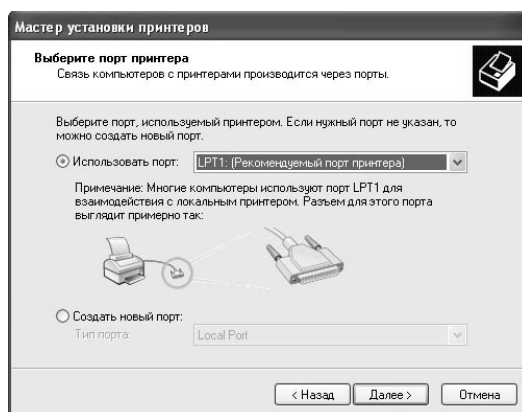 Мастер установки принтеров
Выберите порт принтера
Связь компьютеров с принтерами производится через порты.
Выберите порт, используемый принтером. Если нужный порт не указан, то
можно создать новый порт.
Использовать порт: LPT1: (Рекомендуемый порт принтера)
Примечание: Многие компьютеры используют порт LPT1 для
взаимодействия с локальным принтером. Разъем для этого порта
выглядит примерно так:
Создать новый порт:
Тип порта: Local Port
< Назад Далее > Отмена